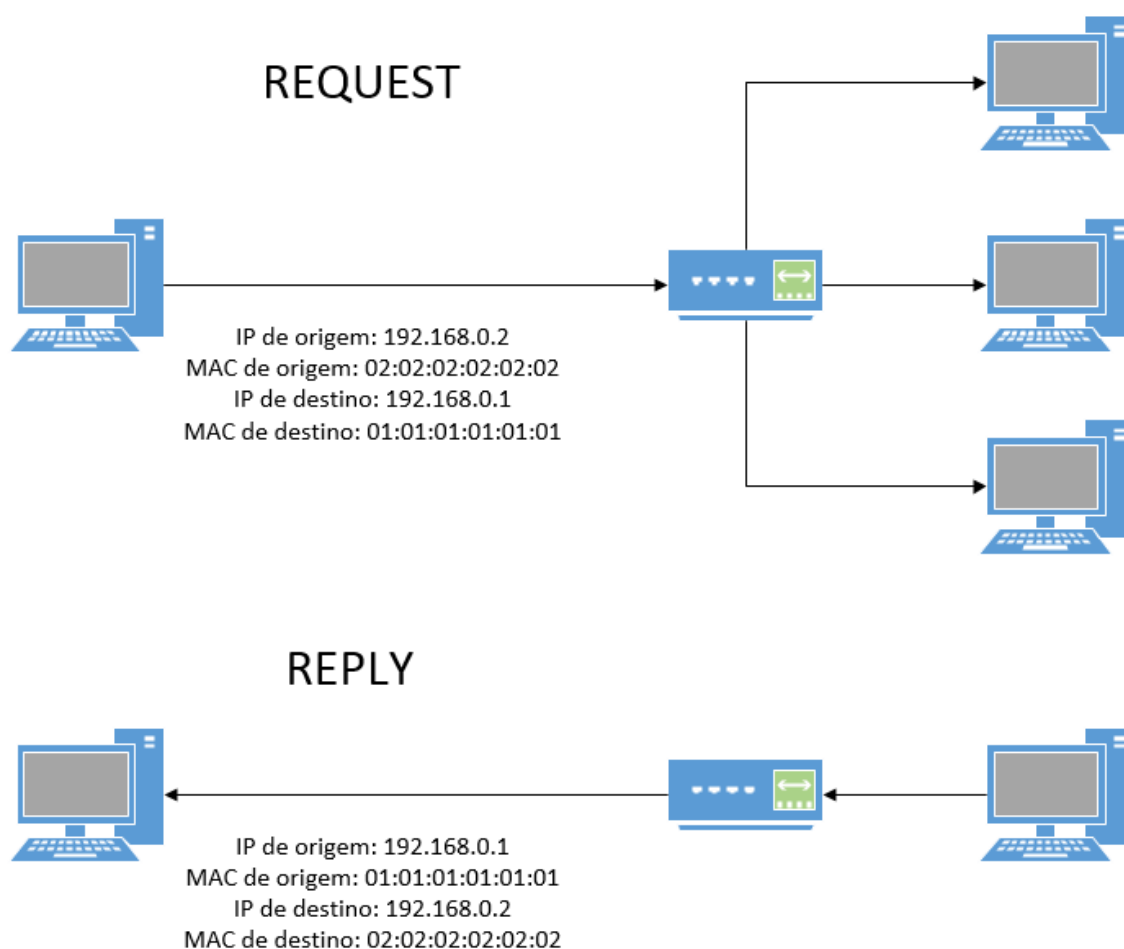 REQUEST
IP de origem: 192.168.0.2
MAC de origem: 02:02:02:02:02:02
IP de destino: 192.168.0.1
MAC de destino: 01:01:01:01:01:01
REPLY
IP de origem: 192.168.0.1
MAC de origem: 01:01:01:01:01:01
IP de destino: 192.168.0.2
MAC de destino: 02:02:02:02:02:02